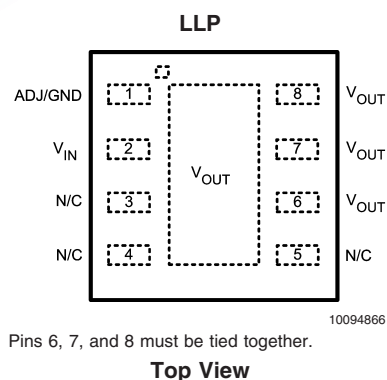 LLP
ADJ/GND 1 8 VOUT
VIN 2 7 VOUT
VOUT
N/C 3 6 VOUT
N/C 4 5 N/C
10094866
Pins 6, 7, and 8 must be tied together.
Top View